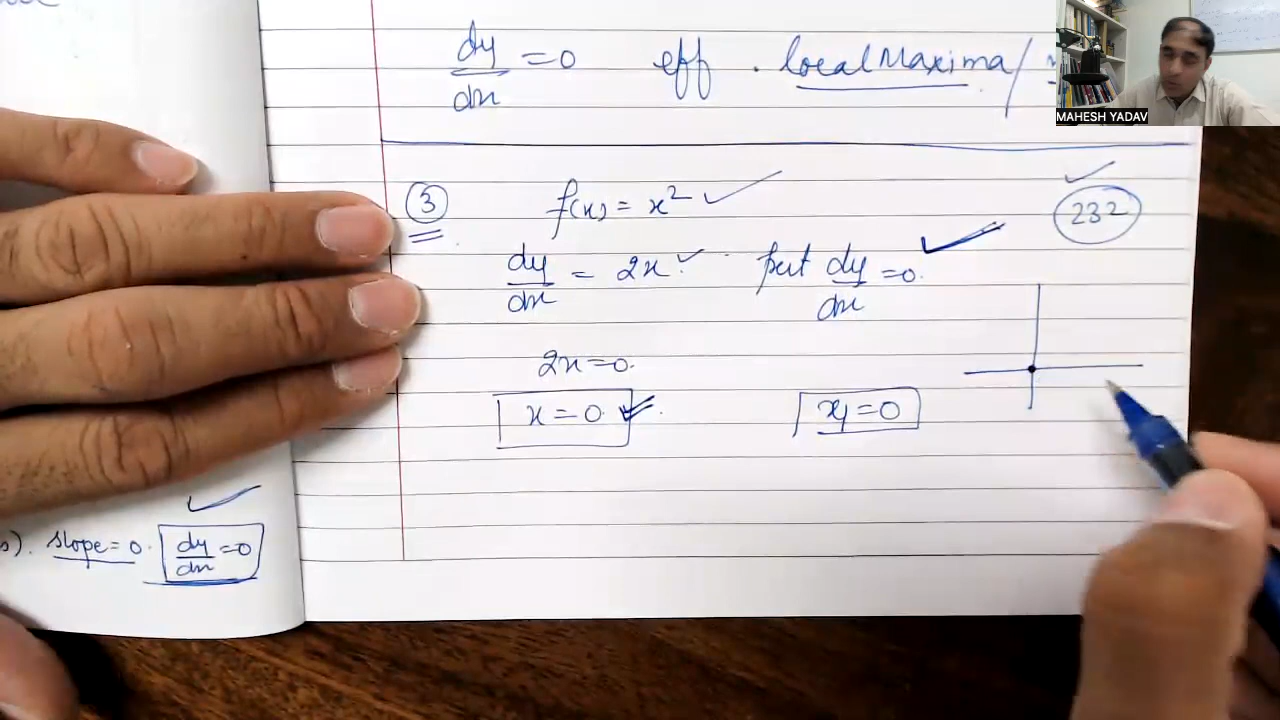 dy/dx = 0 eff . local Maxima /
MAHESH YADAV
③ f(x) = x² ✓
232
dy/dx = 2x ✓ put dy/dx = 0.
2x = 0.
x = 0 y = 0
slope = 0. dy/dx = 0